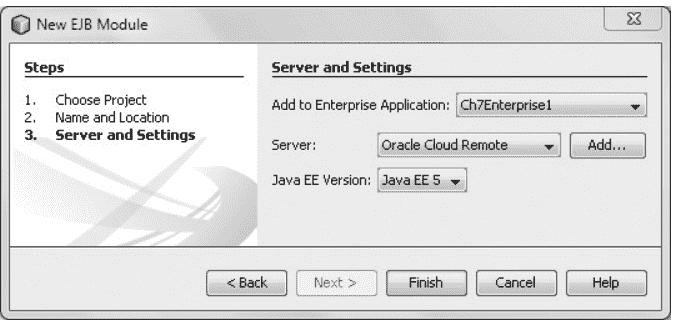 New EJB Module
Steps
1. Choose Project
2. Name and Location
3. Server and Settings
Server and Settings
Add to Enterprise Application: Ch7Enterprise1
Server: Oracle Cloud Remote Add...
Java EE Version: Java EE 5
< Back Next > Finish Cancel Help